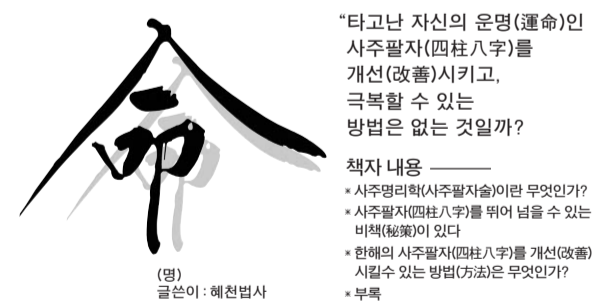 命
(명)
글쓴이 : 혜천법사
“타고난 자신의 운명(運命)인
사주팔자(四柱八字)를
개선(改善)시키고,
극복할 수 있는
방법은 없는 것일까?
책자 내용
* 사주명리학(사주팔자술)이란 무엇인가?
* 사주팔자(四柱八字)를 뛰어 넘을 수 있는
비책(秘策)이 있다
* 한해의 사주팔자(四柱八字)를 개선(改善)
시킬수 있는 방법(方法)은 무엇인가?
* 부록